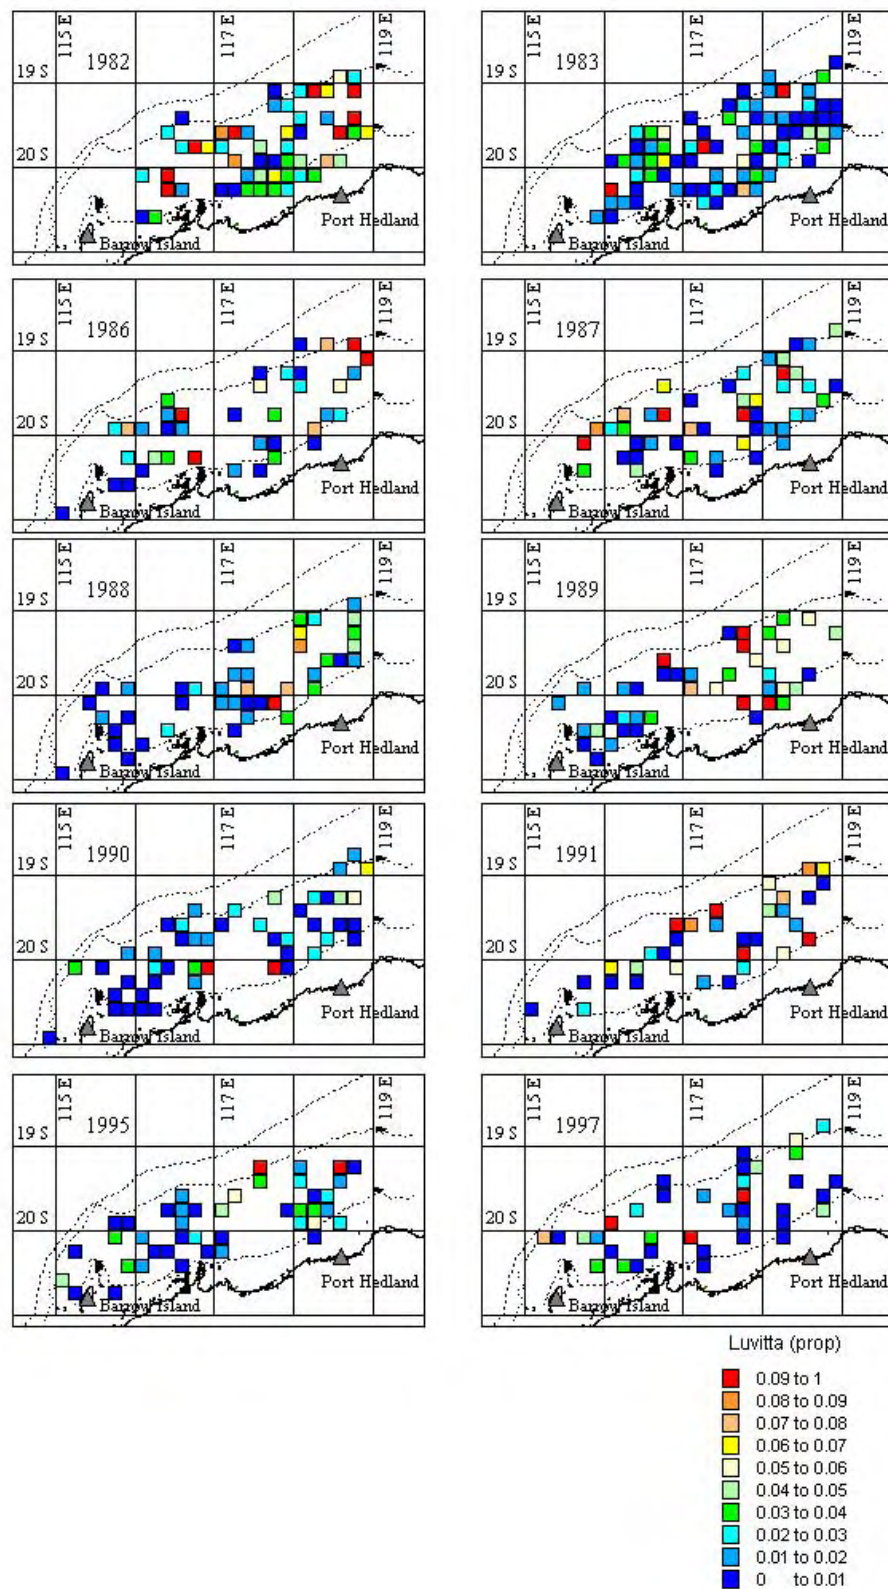 115 E
1982
117 E
119 E
19 S
20 S
Barrow Island
Port Hedland
115 E
1983
117 E
119 E
19 S
20 S
Barrow Island
Port Hedland
115 E
1986
117 E
119 E
19 S
20 S
Barrow Island
Port Hedland
115 E
1987
117 E
119 E
19 S
20 S
Barrow Island
Port Hedland
115 E
1988
117 E
119 E
19 S
20 S
Barrow Island
Port Hedland
115 E
1989
117 E
119 E
19 S
20 S
Barrow Island
Port Hedland
115 E
1990
117 E
119 E
19 S
20 S
Barrow Island
Port Hedland
115 E
1991
117 E
119 E
19 S
20 S
Barrow Island
Port Hedland
115 E
1995
117 E
119 E
19 S
20 S
Barrow Island
Port Hedland
115 E
1997
117 E
119 E
19 S
20 S
Barrow Island
Port Hedland
Luvitta (prop)
0.09 to 1
0.08 to 0.09
0.07 to 0.08
0.06 to 0.07
0.05 to 0.06
0.04 to 0.05
0.03 to 0.04
0.02 to 0.03
0.01 to 0.02
0 to 0.01